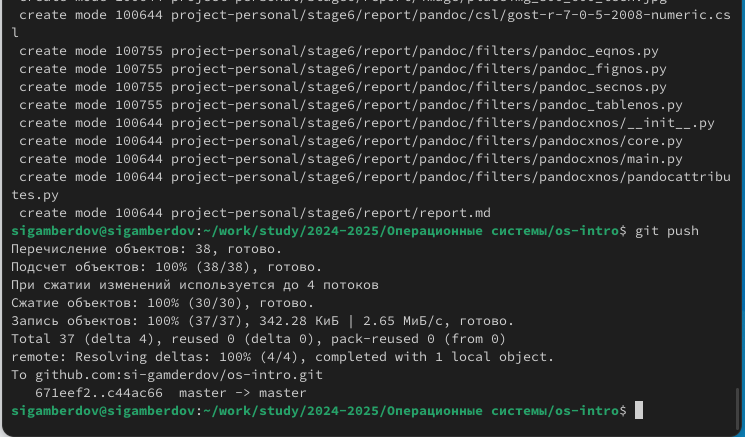 create mode 100644 project-personal/stage6/report/pandoc/csl/gost-r-7-0-5-2008-numeric.cs
l
create mode 100755 project-personal/stage6/report/pandoc/filters/pandoc_eqnos.py
create mode 100755 project-personal/stage6/report/pandoc/filters/pandoc_fignos.py
create mode 100755 project-personal/stage6/report/pandoc/filters/pandoc_secnos.py
create mode 100755 project-personal/stage6/report/pandoc/filters/pandoc_tablenos.py
create mode 100644 project-personal/stage6/report/pandoc/filters/pandocxnos/__init__.py
create mode 100644 project-personal/stage6/report/pandoc/filters/pandocxnos/core.py
create mode 100644 project-personal/stage6/report/pandoc/filters/pandocxnos/main.py
create mode 100644 project-personal/stage6/report/pandoc/filters/pandocxnos/pandocattribu
tes.py
create mode 100644 project-personal/stage6/report/report.md
sigamberdov@sigamberdov:~/work/study/2024-2025/Операционные системы/os-intro$ git push
Перечисление объектов: 38, готово.
Подсчет объектов: 100% (38/38), готово.
При сжатии изменений используется до 4 потоков
Сжатие объектов: 100% (30/30), готово.
Запись объектов: 100% (37/37), 342.28 КиБ | 2.65 МиБ/с, готово.
Total 37 (delta 4), reused 0 (delta 0), pack-reused 0 (from 0)
remote: Resolving deltas: 100% (4/4), completed with 1 local object.
To github.com:si-gamderdov/os-intro.git
671eef2..c44ac66  master -> master
sigamberdov@sigamberdov:~/work/study/2024-2025/Операционные системы/os-intro$